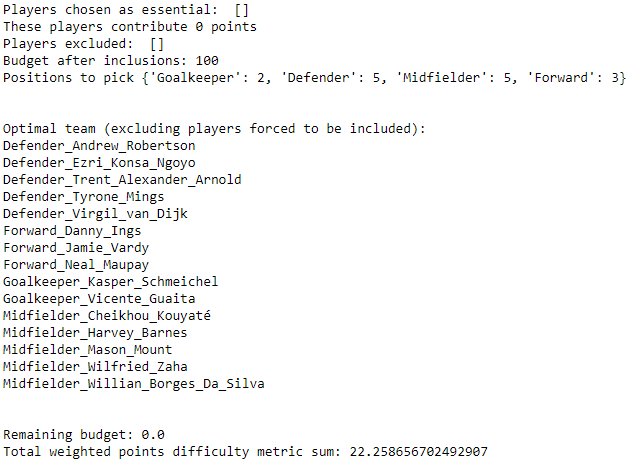 Players chosen as essential:  []
These players contribute 0 points
Players excluded:  []
Budget after inclusions: 100
Positions to pick {'Goalkeeper': 2, 'Defender': 5, 'Midfielder': 5, 'Forward': 3}
Optimal team (excluding players forced to be included):
Defender_Andrew_Robertson
Defender_Ezri_Konsa_Ngoyo
Defender_Trent_Alexander_Arnold
Defender_Tyrone_Mings
Defender_Virgil_van_Dijk
Forward_Danny_Ings
Forward_Jamie_Vardy
Forward_Neal_Maupay
Goalkeeper_Kasper_Schmeichel
Goalkeeper_Vicente_Guaita
Midfielder_Cheikhou_Kouyaté
Midfielder_Harvey_Barnes
Midfielder_Mason_Mount
Midfielder_Wilfried_Zaha
Midfielder_Willian_Borges_Da_Silva
Remaining budget: 0.0
Total weighted points difficulty metric sum: 22.258656702492907